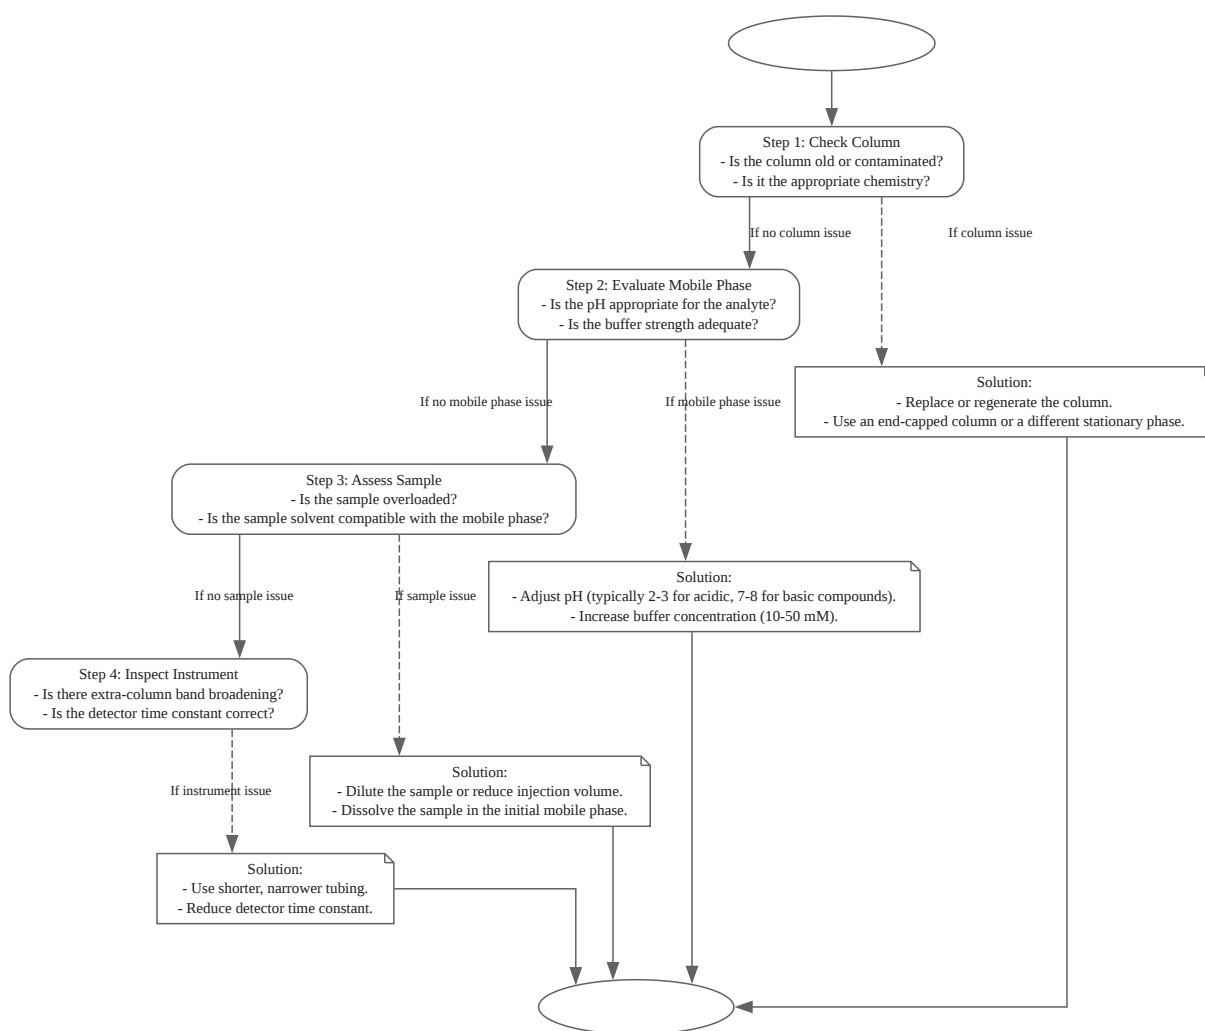 Step 1: Check Column
- Is the column old or contaminated?
- Is it the appropriate chemistry?
If no column issue
If column issue
Step 2: Evaluate Mobile Phase
- Is the pH appropriate for the analyte?
- Is the buffer strength adequate?
Solution:
- Replace or regenerate the column.
- Use an end-capped column or a different stationary phase.
If no mobile phase issue
If mobile phase issue
Step 3: Assess Sample
- Is the sample overloaded?
- Is the sample solvent compatible with the mobile phase?
Solution:
- Adjust pH (typically 2-3 for acidic, 7-8 for basic compounds).
- Increase buffer concentration (10-50 mM).
If no sample issue
If sample issue
Step 4: Inspect Instrument
- Is there extra-column band broadening?
- Is the detector time constant correct?
Solution:
- Dilute the sample or reduce injection volume.
- Dissolve the sample in the initial mobile phase.
If instrument issue
Solution:
- Use shorter, narrower tubing.
- Reduce detector time constant.